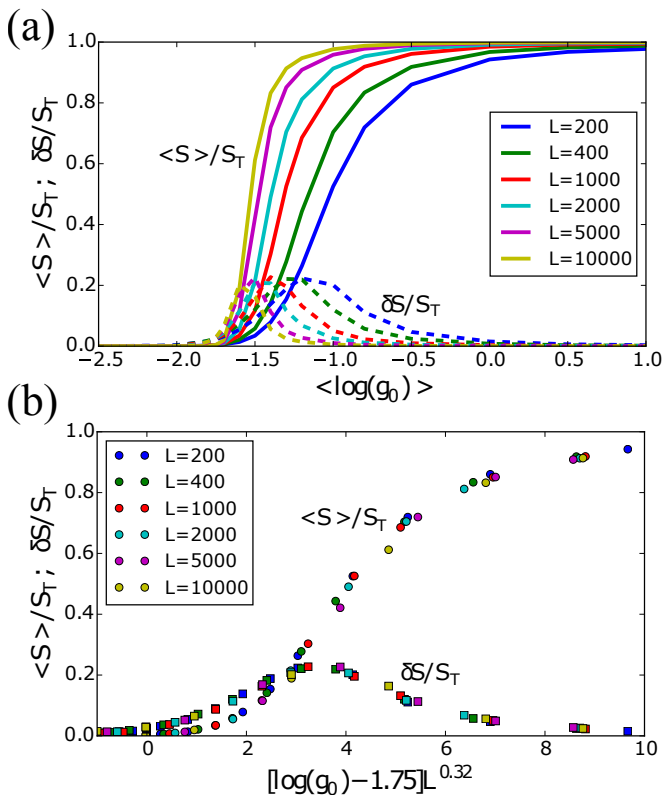 (a)
1.0
0.8
0.6
0.4
0.2
0.0
<S>/S_T ; δS/S_T
<S>/S_T
δS/S_T
L=200
L=400
L=1000
L=2000
L=5000
L=10000
-2.5 -2.0 -1.5 -1.0 -0.5 0.0 0.5 1.0
<log(g_0)>
(b)
1.0
0.8
0.6
0.4
0.2
0.0
<S>/S_T ; δS/S_T
L=200
L=400
L=1000
L=2000
L=5000
L=10000
<S>/S_T
δS/S_T
0 2 4 6 8 10
[log(g_0)−1.75]L^0.32